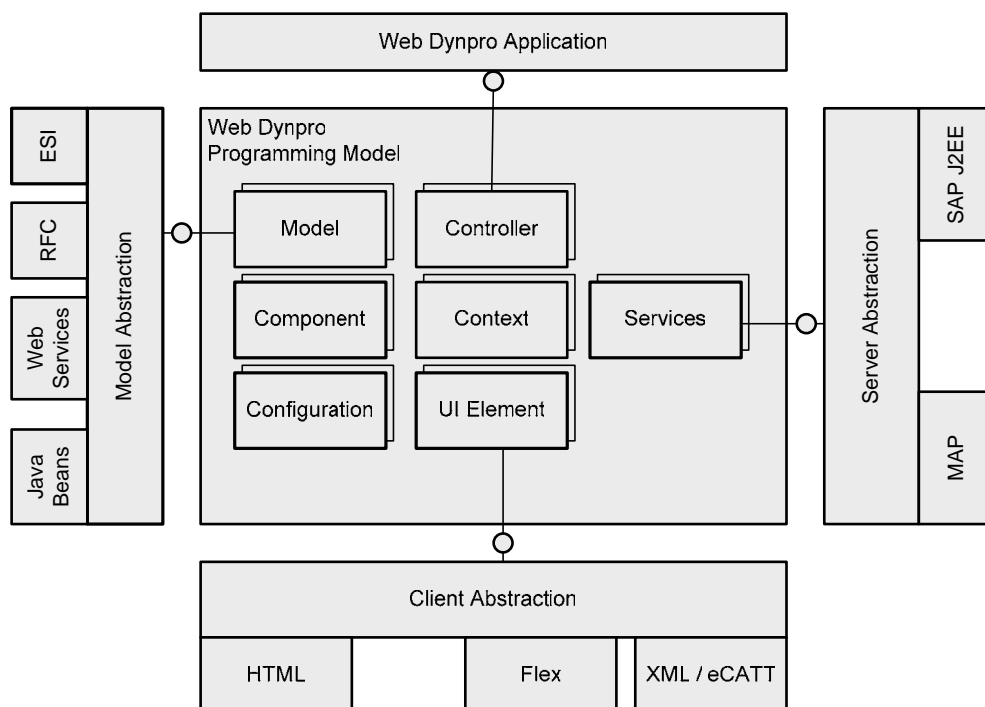 Web Dynpro Application
ESI
RFC
Web
Services
Java
Beans
Model Abstraction
Web Dynpro
Programming Model
Model
Controller
Component
Context
Services
Configuration
UI Element
Server Abstraction
SAP J2EE
MAP
Client Abstraction
HTML
Flex
XML / eCATT